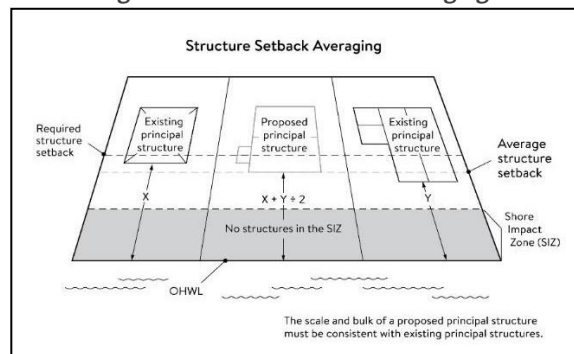 Structure Setback Averaging
Existing
principal
structure
Proposed
principal
structure
Existing
principal
structure
Required
structure
setback
Average
structure
setback
X
X + Y ÷ 2
Y
No structures in the SIZ
Shore
Impact
Zone (SIZ)
OHWL
The scale and bulk of a proposed principal structure
must be consistent with existing principal structures.